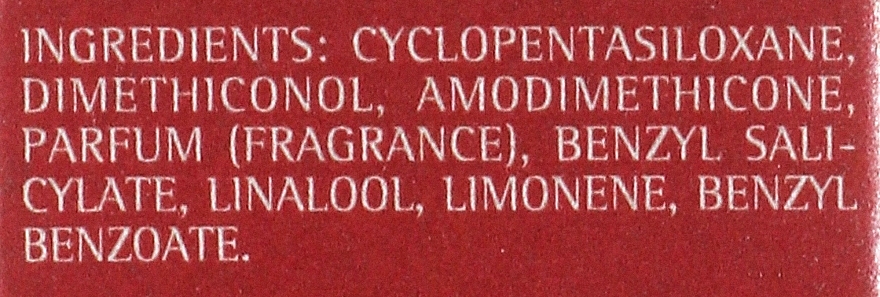 INGREDIENTS: CYCLOPENTASILOXANE,
DIMETHICONOL, AMODIMETHICONE,
PARFUM (FRAGRANCE), BENZYL SALI-
CYLATE, LINALOOL, LIMONENE, BENZYL
BENZOATE.